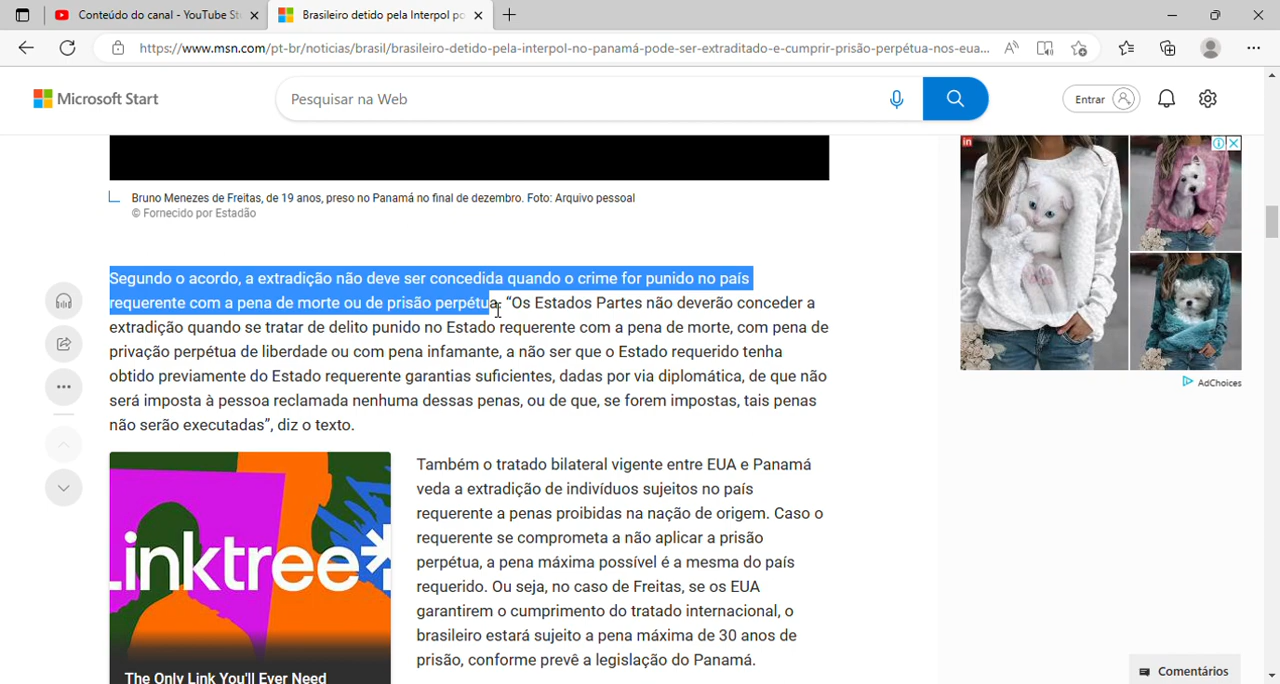 Conteúdo do canal - YouTube St
Brasileiro detido pela Interpol po
https://www.msn.com/pt-br/noticias/brasil/brasileiro-detido-pela-interpol-no-panamá-pode-ser-extraditado-e-cumprir-prisão-perpétua-nos-eua...
Microsoft Start
Pesquisar na Web
Entrar
Bruno Menezes de Freitas, de 19 anos, preso no Panamá no final de dezembro. Foto: Arquivo pessoal
© Fornecido por Estadão
Segundo o acordo, a extradição não deve ser concedida quando o crime for punido no país
requerente com a pena de morte ou de prisão perpétua. “Os Estados Partes não deverão conceder a
extradição quando se tratar de delito punido no Estado requerente com a pena de morte, com pena de
privação perpétua de liberdade ou com pena infamante, a não ser que o Estado requerido tenha
obtido previamente do Estado requerente garantias suficientes, dadas por via diplomática, de que não
será imposta à pessoa reclamada nenhuma dessas penas, ou de que, se forem impostas, tais penas
não serão executadas”, diz o texto.
Também o tratado bilateral vigente entre EUA e Panamá
veda a extradição de indivíduos sujeitos no país
requerente a penas proibidas na nação de origem. Caso o
requerente se comprometa a não aplicar a prisão
perpétua, a pena máxima possível é a mesma do país
requerido. Ou seja, no caso de Freitas, se os EUA
garantirem o cumprimento do tratado internacional, o
brasileiro estará sujeito a pena máxima de 30 anos de
prisão, conforme prevê a legislação do Panamá.
Linktree*
The Only Link You'll Ever Need
in
AdChoices
Comentários